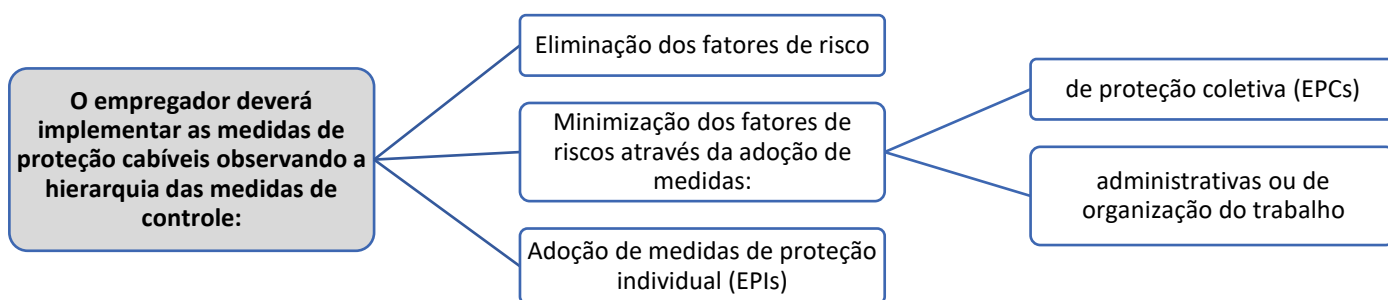 O empregador deverá
implementar as medidas de
proteção cabíveis observando a
hierarquia das medidas de
controle:
Eliminação dos fatores de risco
Minimização dos fatores de
riscos através da adoção de
medidas:
de proteção coletiva (EPCs)
administrativas ou de
organização do trabalho
Adoção de medidas de proteção
individual (EPIs)